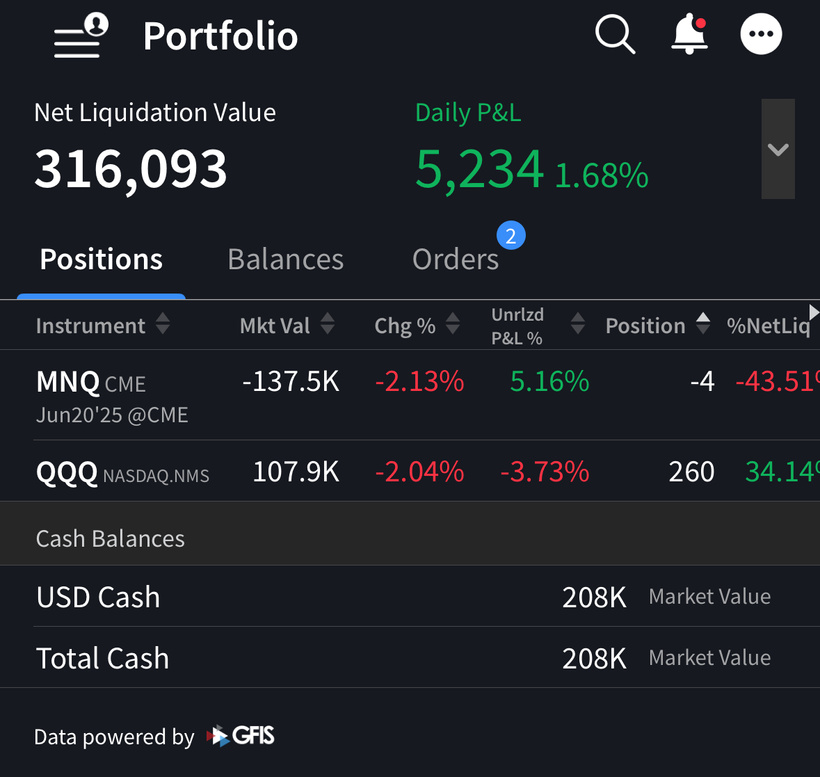 Portfolio
Net Liquidation Value Daily P&L
316,093 5,234 1.68%
Positions Balances Orders 2
Instrument Mkt Val Chg % Unrlzd P&L % Position %NetLiq
MNQ CME -137.5K -2.13% 5.16% -4 -43.51%
Jun20'25 @CME
QQQ NASDAQ.NMS 107.9K -2.04% -3.73% 260 34.14%
Cash Balances
USD Cash 208K Market Value
Total Cash 208K Market Value
Data powered by GFIS